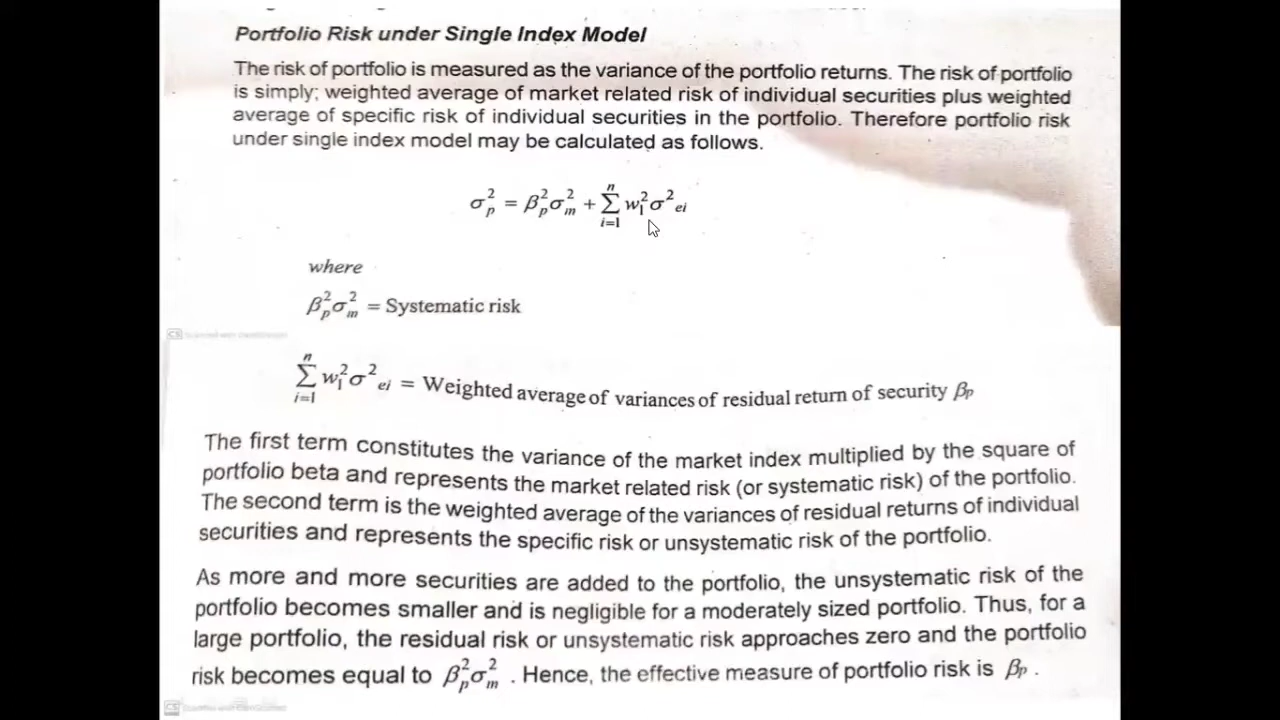 Portfolio Risk under Single Index Model
The risk of portfolio is measured as the variance of the portfolio returns. The risk of portfolio
is simply; weighted average of market related risk of individual securities plus weighted
average of specific risk of individual securities in the portfolio. Therefore portfolio risk
under single index model may be calculated as follows.
σ²ₚ = β²ₚσ²ₘ + Σⁿᵢ₌₁ w₁²σ²ei
where
β²ₚσ²ₘ = Systematic risk
CS
Σⁿᵢ₌₁ w₁²σ²ei = Weighted average of variances of residual return of security βₚ
The first term constitutes the variance of the market index multiplied by the square of
portfolio beta and represents the market related risk (or systematic risk) of the portfolio.
The second term is the weighted average of the variances of residual returns of individual
securities and represents the specific risk or unsystematic risk of the portfolio.
As more and more securities are added to the portfolio, the unsystematic risk of the
portfolio becomes smaller and is negligible for a moderately sized portfolio. Thus, for a
large portfolio, the residual risk or unsystematic risk approaches zero and the portfolio
risk becomes equal to β²ₚσ²ₘ . Hence, the effective measure of portfolio risk is βₚ .
CS